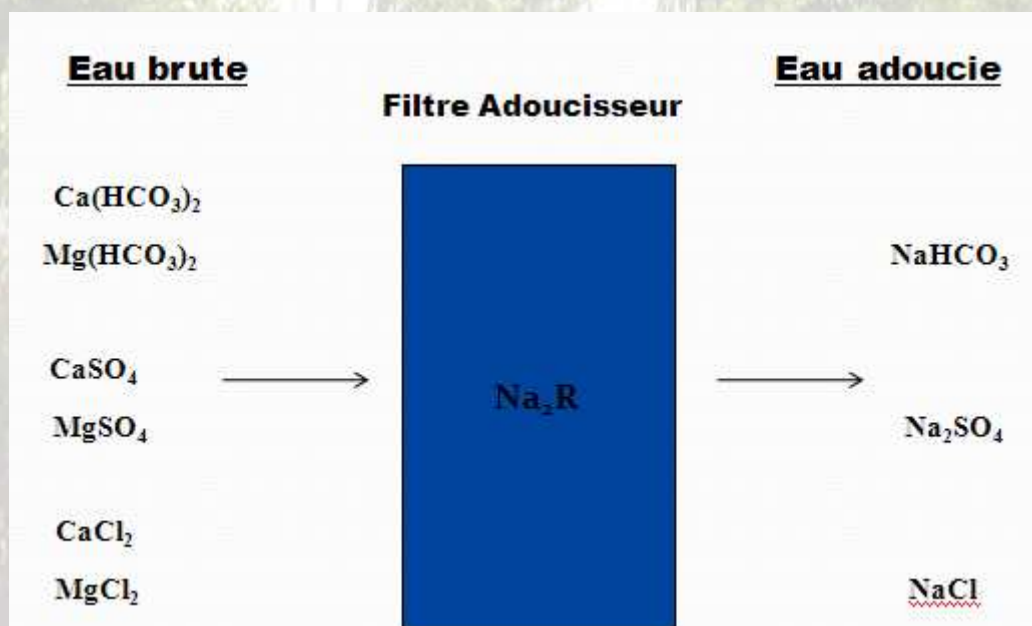 Eau brute
Eau adoucie
Filtre Adoucisseur
Ca(HCO₃)₂
Mg(HCO₃)₂
NaHCO₃
CaSO₄
Na₂R
MgSO₄
Na₂SO₄
CaCl₂
MgCl₂
NaCl